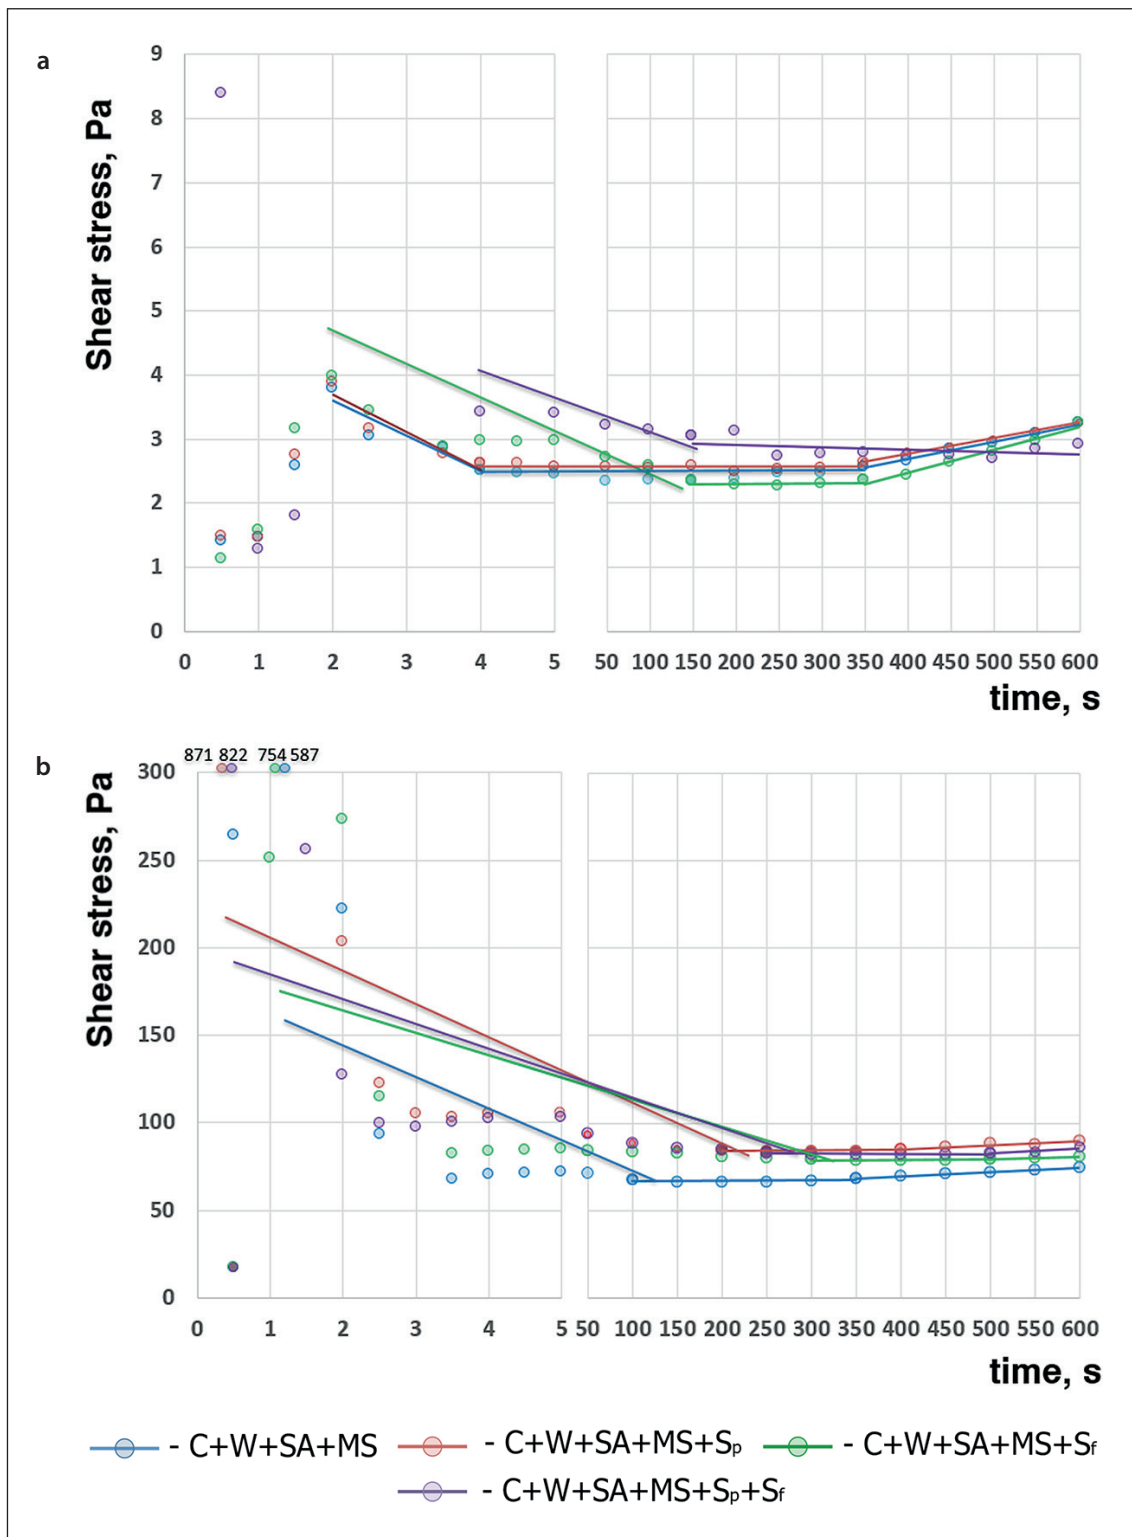 a
Shear stress, Pa
9
8
7
6
5
4
3
2
1
0
0 1 2 3 4 5 50 100 150 200 250 300 350 400 450 500 550 600
time, s
b
871 822 754 587
Shear stress, Pa
300
250
200
150
100
50
0
0 1 2 3 4 5 50 100 150 200 250 300 350 400 450 500 550 600
time, s
- C+W+SA+MS - C+W+SA+MS+Sp - C+W+SA+MS+Sf
- C+W+SA+MS+Sp+Sf